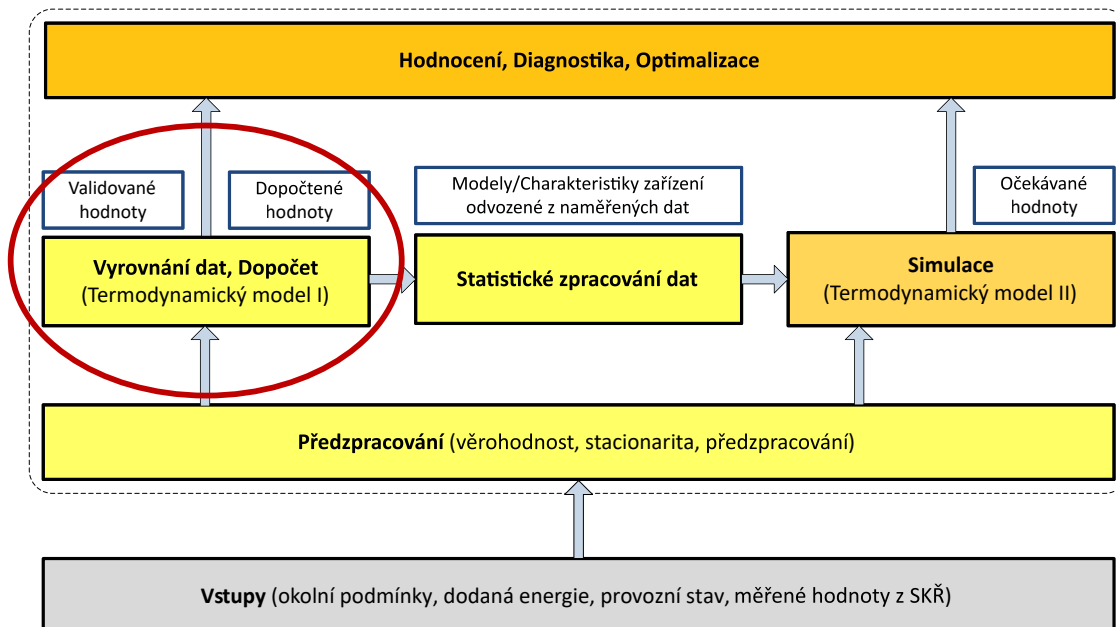 Hodnocení, Diagnostika, Optimalizace
Validované
hodnoty
Dopočtené
hodnoty
Modely/Charakteristiky zařízení
odvozené z naměřených dat
Očekávané
hodnoty
Vyrovnání dat, Dopočet
(Termodynamický model I)
Statistické zpracování dat
Simulace
(Termodynamický model II)
Předzpracování (věrohodnost, stacionarita, předzpracování)
Vstupy (okolní podmínky, dodaná energie, provozní stav, měřené hodnoty z SKŘ)